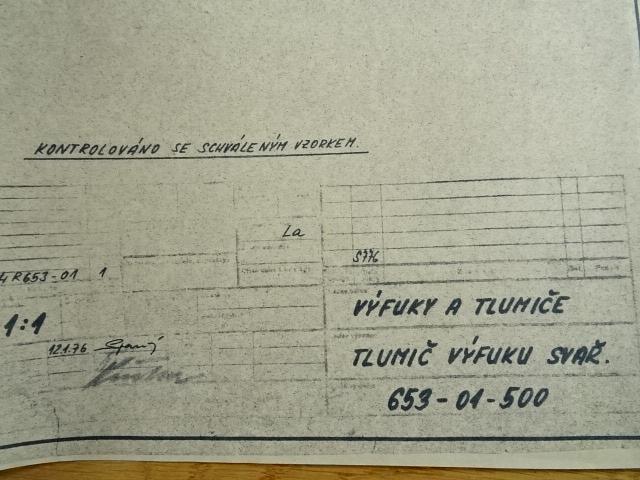 KONTROLOVÁNO SE SCHVÁLENÝM VZORKEM.
La
S776
4R653-01 1
VÝFUKY A TLUMIČE
1:1
12.1.76
TLUMIČ VÝFUKU SVAŘ.
653-01-500